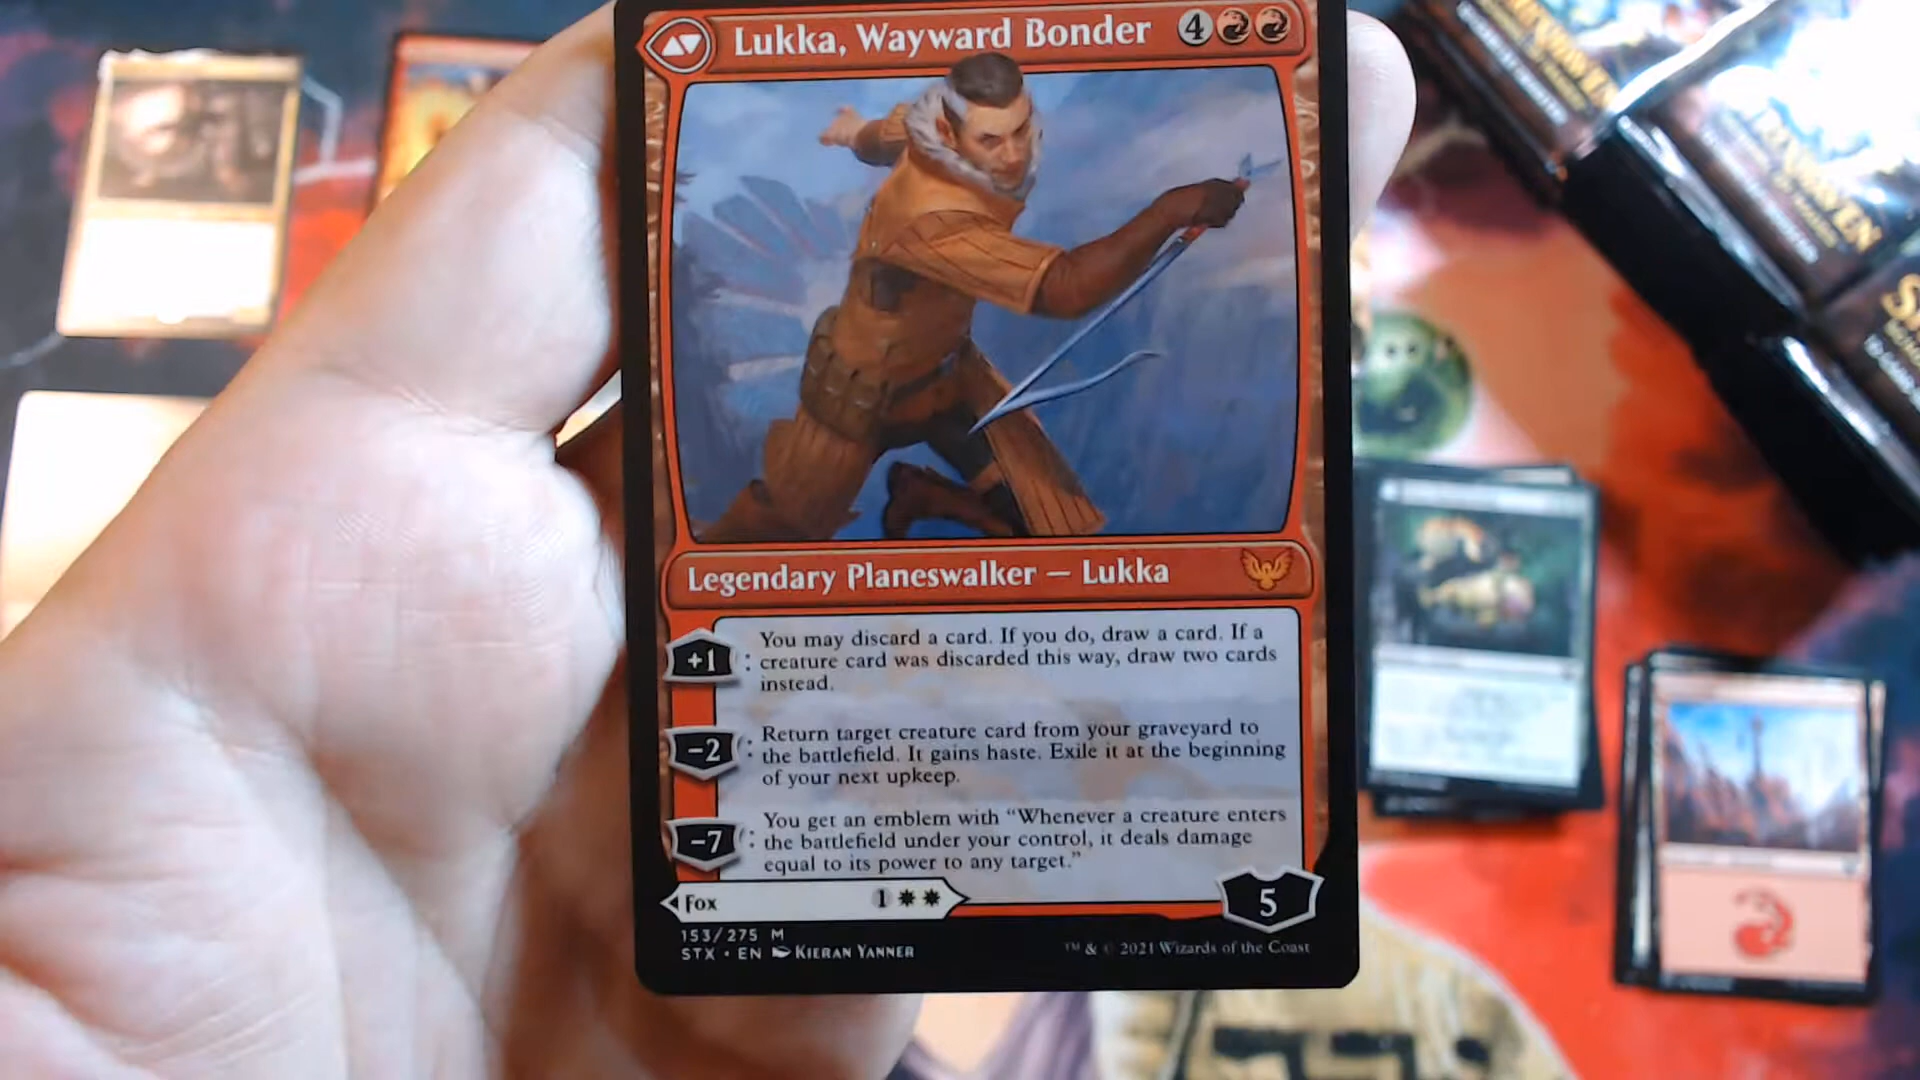 Lukka, Wayward Bonder 4
Legendary Planeswalker — Lukka
+1 : You may discard a card. If you do, draw a card. If a
creature card was discarded this way, draw two cards
instead.
−2 : Return target creature card from your graveyard to
the battlefield. It gains haste. Exile it at the beginning
of your next upkeep.
−7 : You get an emblem with “Whenever a creature enters
the battlefield under your control, it deals damage
equal to its power to any target.”
Fox 1
5
153/275 M
STX • EN KIERAN YANNER
™ & © 2021 Wizards of the Coast